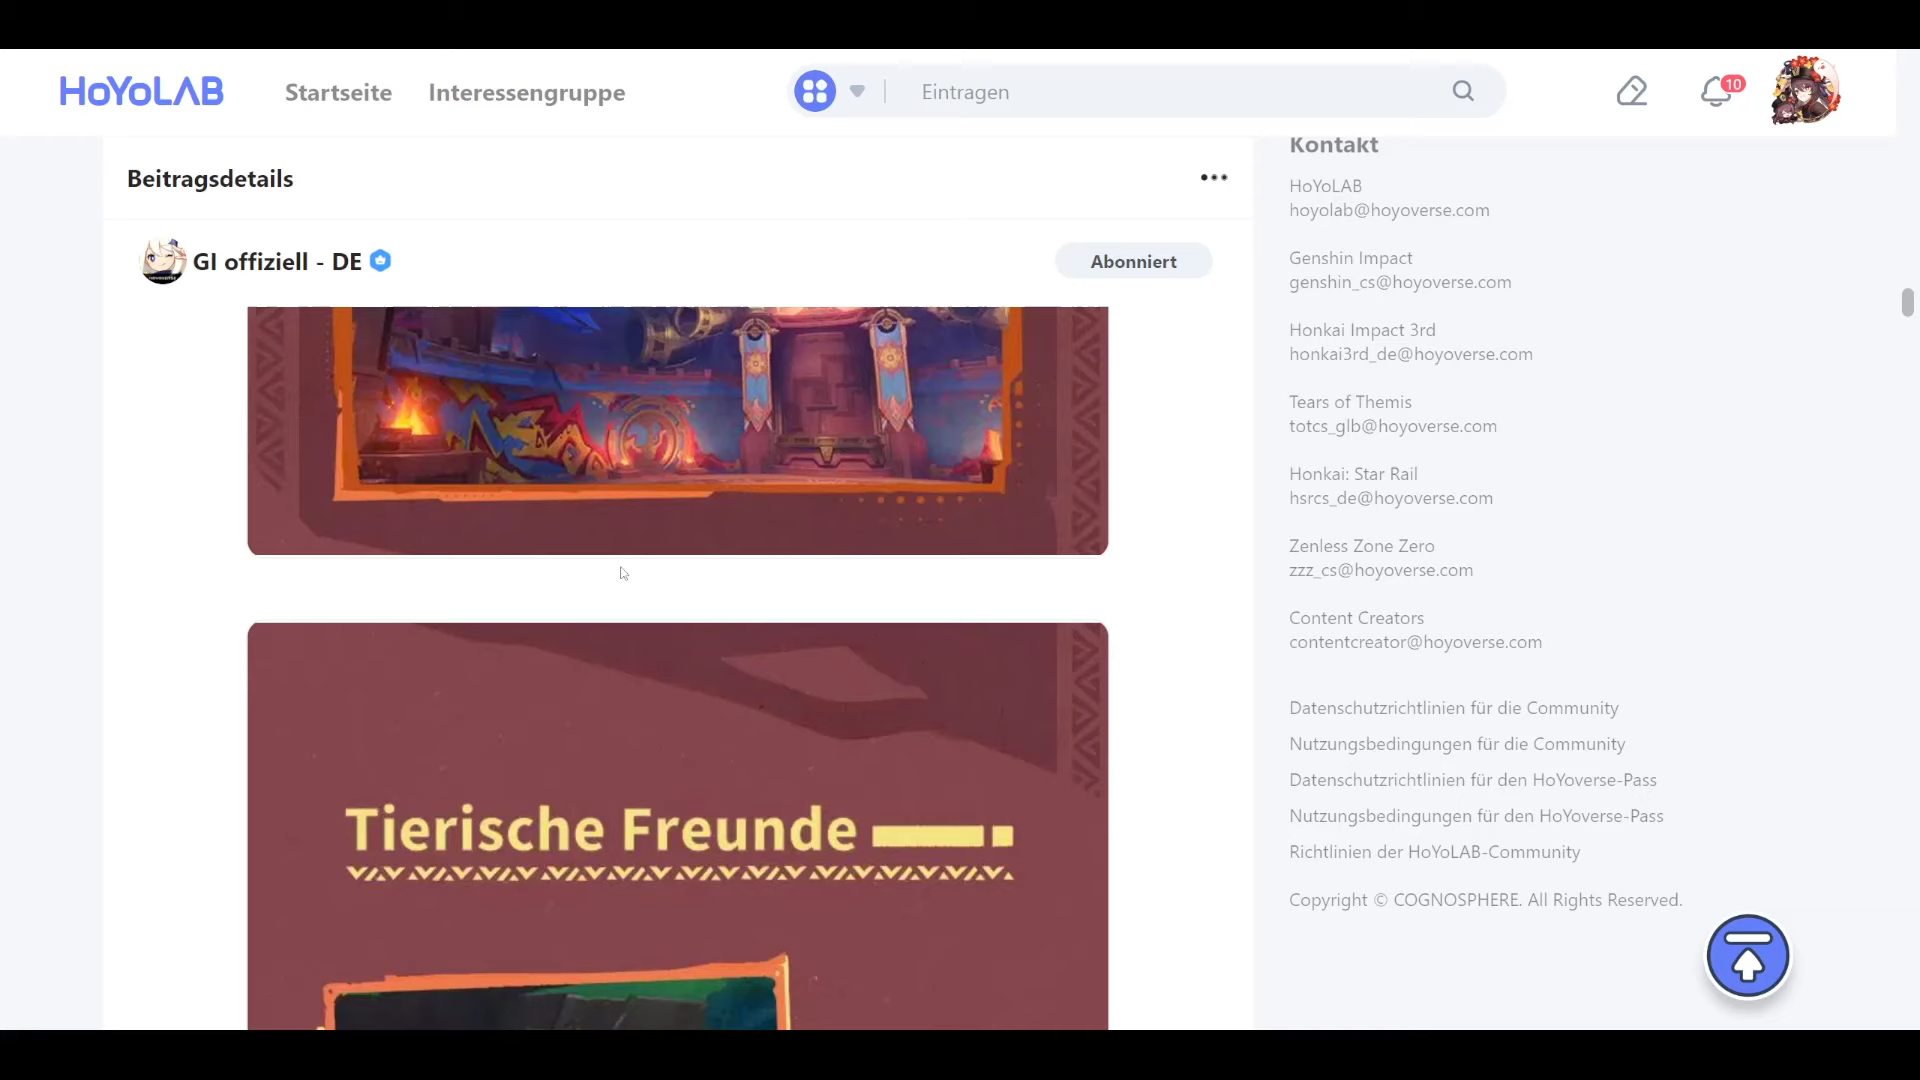 HoYoLAB
Startseite
Interessengruppe
Eintragen
10
Beitragsdetails
GI offiziell - DE
Abonniert
Tierische Freunde
Kontakt
HoYoLAB
hoyolab@hoyoverse.com
Genshin Impact
genshin_cs@hoyoverse.com
Honkai Impact 3rd
honkai3rd_de@hoyoverse.com
Tears of Themis
totcs_glb@hoyoverse.com
Honkai: Star Rail
hsrcs_de@hoyoverse.com
Zenless Zone Zero
zzz_cs@hoyoverse.com
Content Creators
contentcreator@hoyoverse.com
Datenschutzrichtlinien für die Community
Nutzungsbedingungen für die Community
Datenschutzrichtlinien für den HoYoverse-Pass
Nutzungsbedingungen für den HoYoverse-Pass
Richtlinien der HoYoLAB-Community
Copyright © COGNOSPHERE. All Rights Reserved.